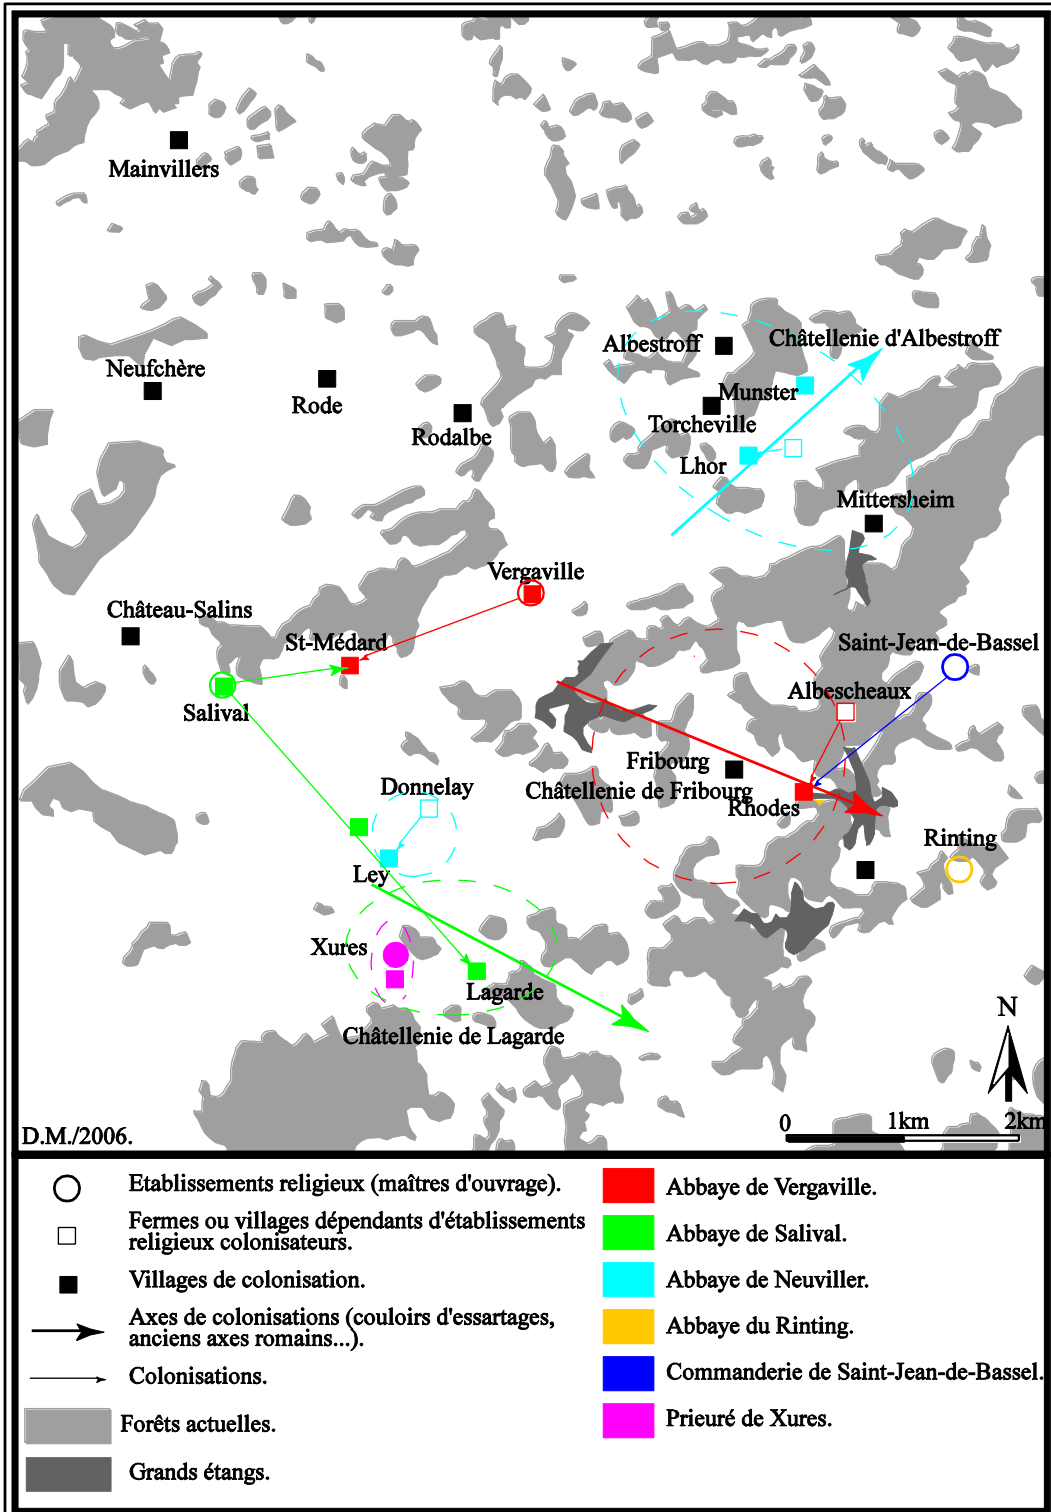 Mainvillers
Albestroff
Châtellenie d'Albestroff
Neufchère
Rode
Munster
Rodalbe
Torcheville
Lhor
Mittersheim
Vergaville
Château-Salins
St-Médard
Saint-Jean-de-Bassel
Salival
Albescheaux
Fribourg
Donnelay
Châtellenie de Fribourg
Rhodes
Rinting
Ley
Xures
Lagarde
Châtellenie de Lagarde
N
D.M./2006.
0 1km 2km
Etablissements religieux (maîtres d'ouvrage).
Fermes ou villages dépendants d'établissements
religieux colonisateurs.
Villages de colonisation.
Axes de colonisations (couloirs d'essartages,
anciens axes romains...).
Colonisations.
Forêts actuelles.
Grands étangs.
Abbaye de Vergaville.
Abbaye de Salival.
Abbaye de Neuviller.
Abbaye du Rinting.
Commanderie de Saint-Jean-de-Bassel.
Prieuré de Xures.